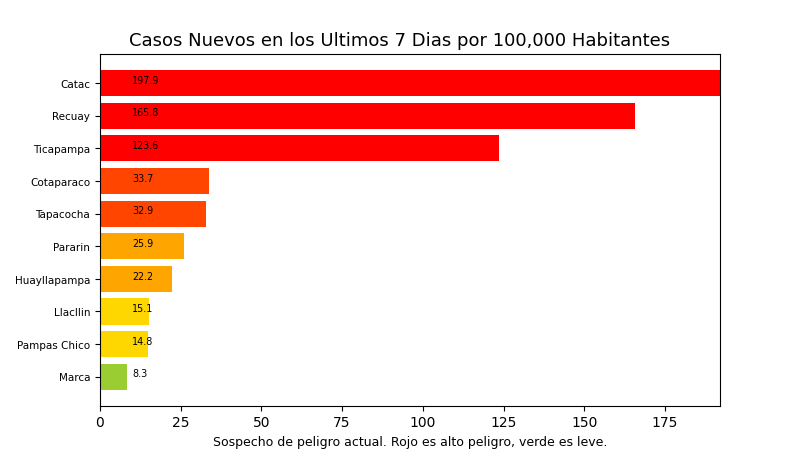 Casos Nuevos en los Ultimos 7 Dias por 100,000 Habitantes
Catac 197.9
Recuay 165.8
Ticapampa 123.6
Cotaparaco 33.7
Tapacocha 32.9
Pararin 25.9
Huayllapampa 22.2
Llacllin 15.1
Pampas Chico 14.8
Marca 8.3
0 25 50 75 100 125 150 175
Sospecho de peligro actual. Rojo es alto peligro, verde es leve.